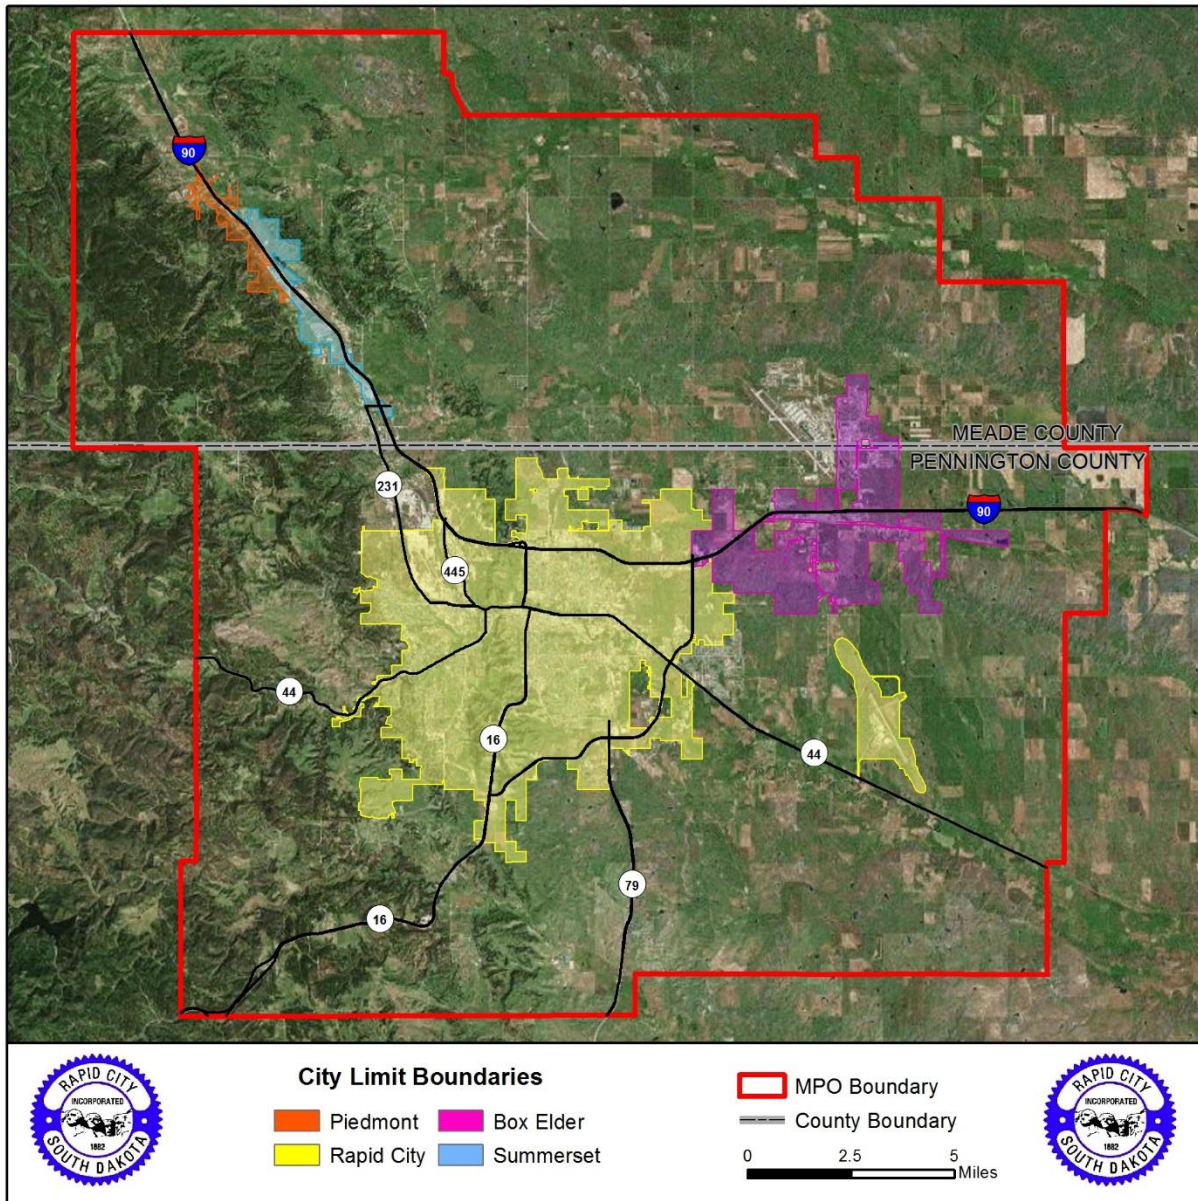 90
MEADE COUNTY
PENNINGTON COUNTY
231
90
445
44
16
44
79
16
City Limit Boundaries
Piedmont
Box Elder
Rapid City
Summerset
MPO Boundary
County Boundary
0 2.5 5
Miles
RAPID CITY
INCORPORATED
1882
SOUTH DAKOTA
RAPID CITY
INCORPORATED
1882
SOUTH DAKOTA